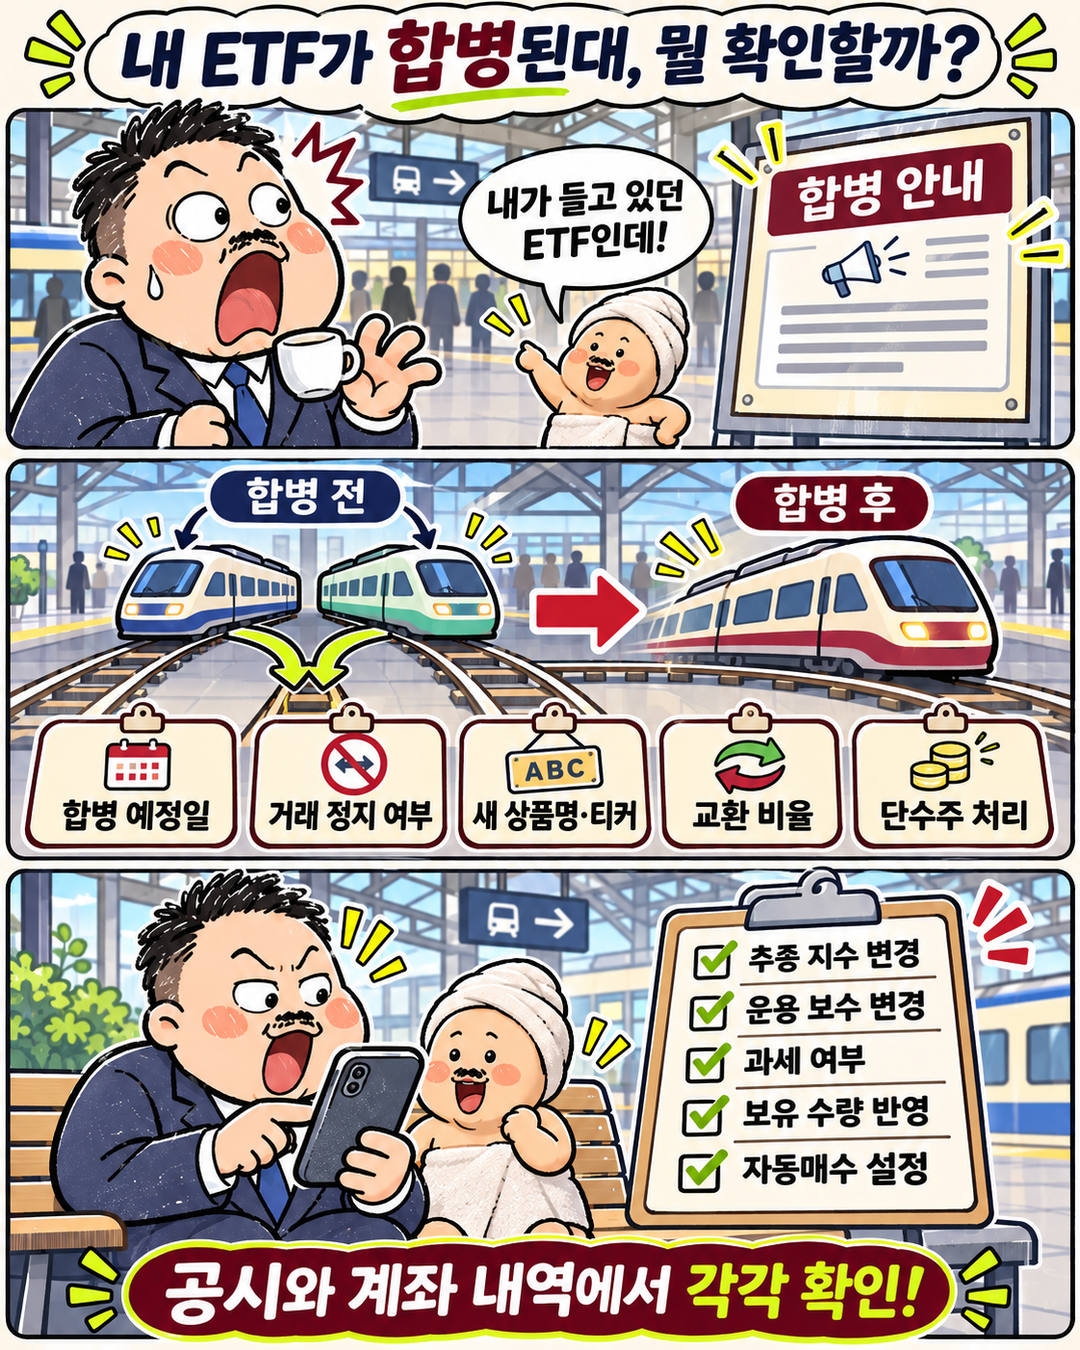 내 ETF가 합병된대, 뭘 확인할까?
내가 들고 있던
ETF인데!
합병 안내
합병 전
합병 후
합병 예정일
거래 정지 여부
ABC
새 상품명·티커
교환 비율
단수주 처리
추종 지수 변경
운용 보수 변경
과세 여부
보유 수량 반영
자동매수 설정
공시와 계좌 내역에서 각각 확인!